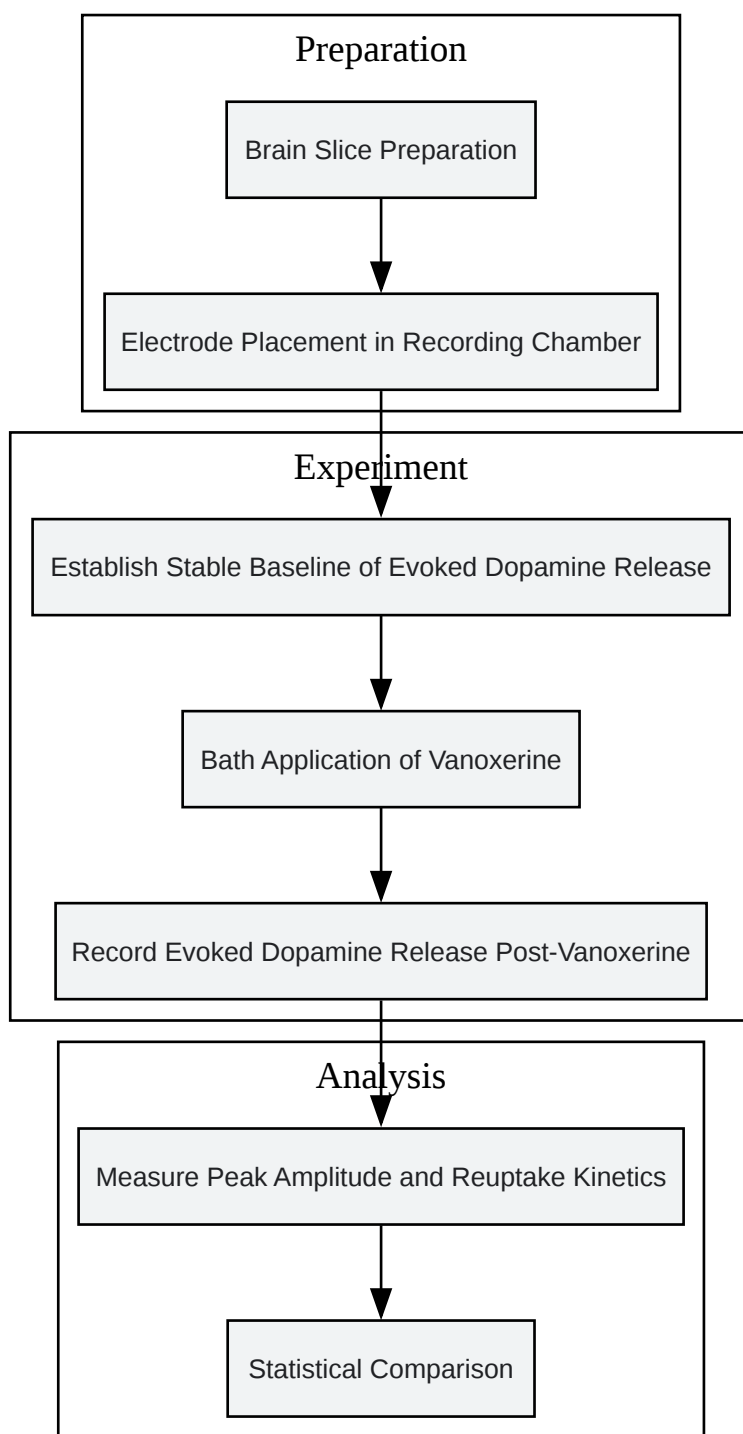 Preparation
Brain Slice Preparation
Electrode Placement in Recording Chamber
Experiment
Establish Stable Baseline of Evoked Dopamine Release
Bath Application of Vanoxerine
Record Evoked Dopamine Release Post-Vanoxerine
Analysis
Measure Peak Amplitude and Reuptake Kinetics
Statistical Comparison